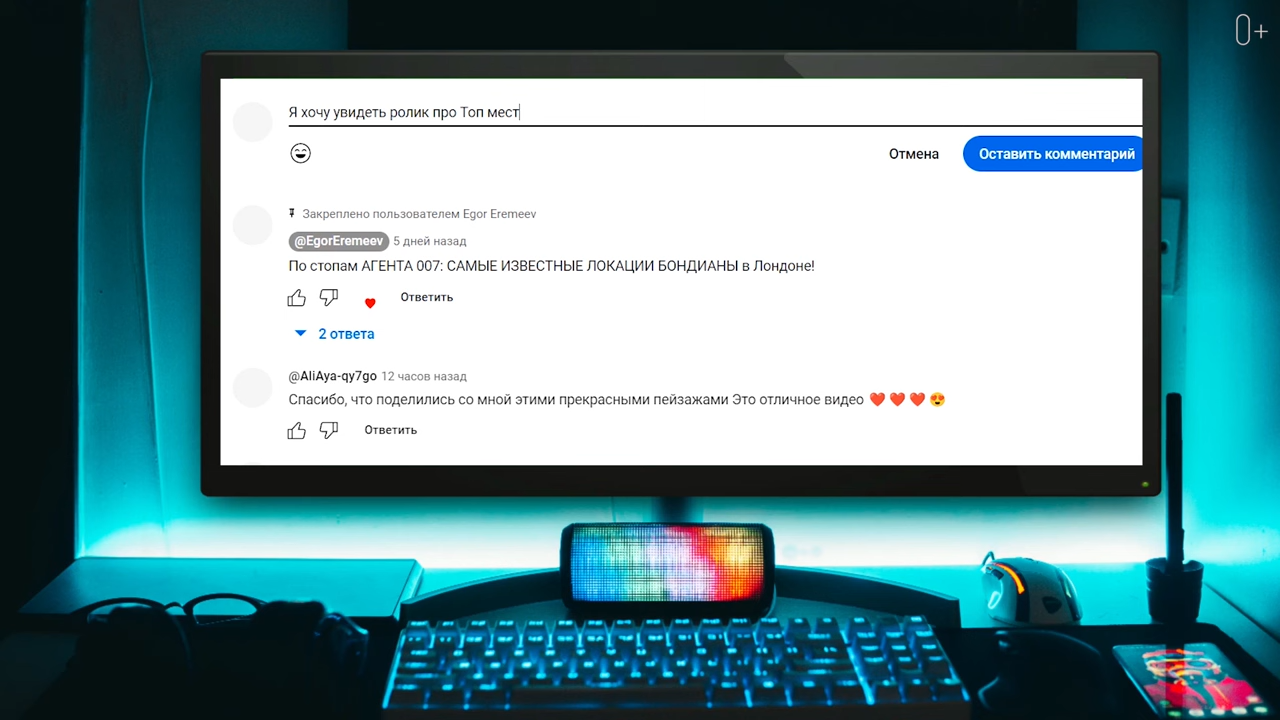 0+
Я хочу увидеть ролик про Топ мест
Отмена
Оставить комментарий
Закреплено пользователем Egor Eremeev
@EgorEremeev 5 дней назад
По стопам АГЕНТА 007: САМЫЕ ИЗВЕСТНЫЕ ЛОКАЦИИ БОНДИАНЫ в Лондоне!
Ответить
2 ответа
@AliAya-qy7go 12 часов назад
Спасибо, что поделились со мной этими прекрасными пейзажами Это отличное видео ❤️ ❤️ ❤️ 😍
Ответить